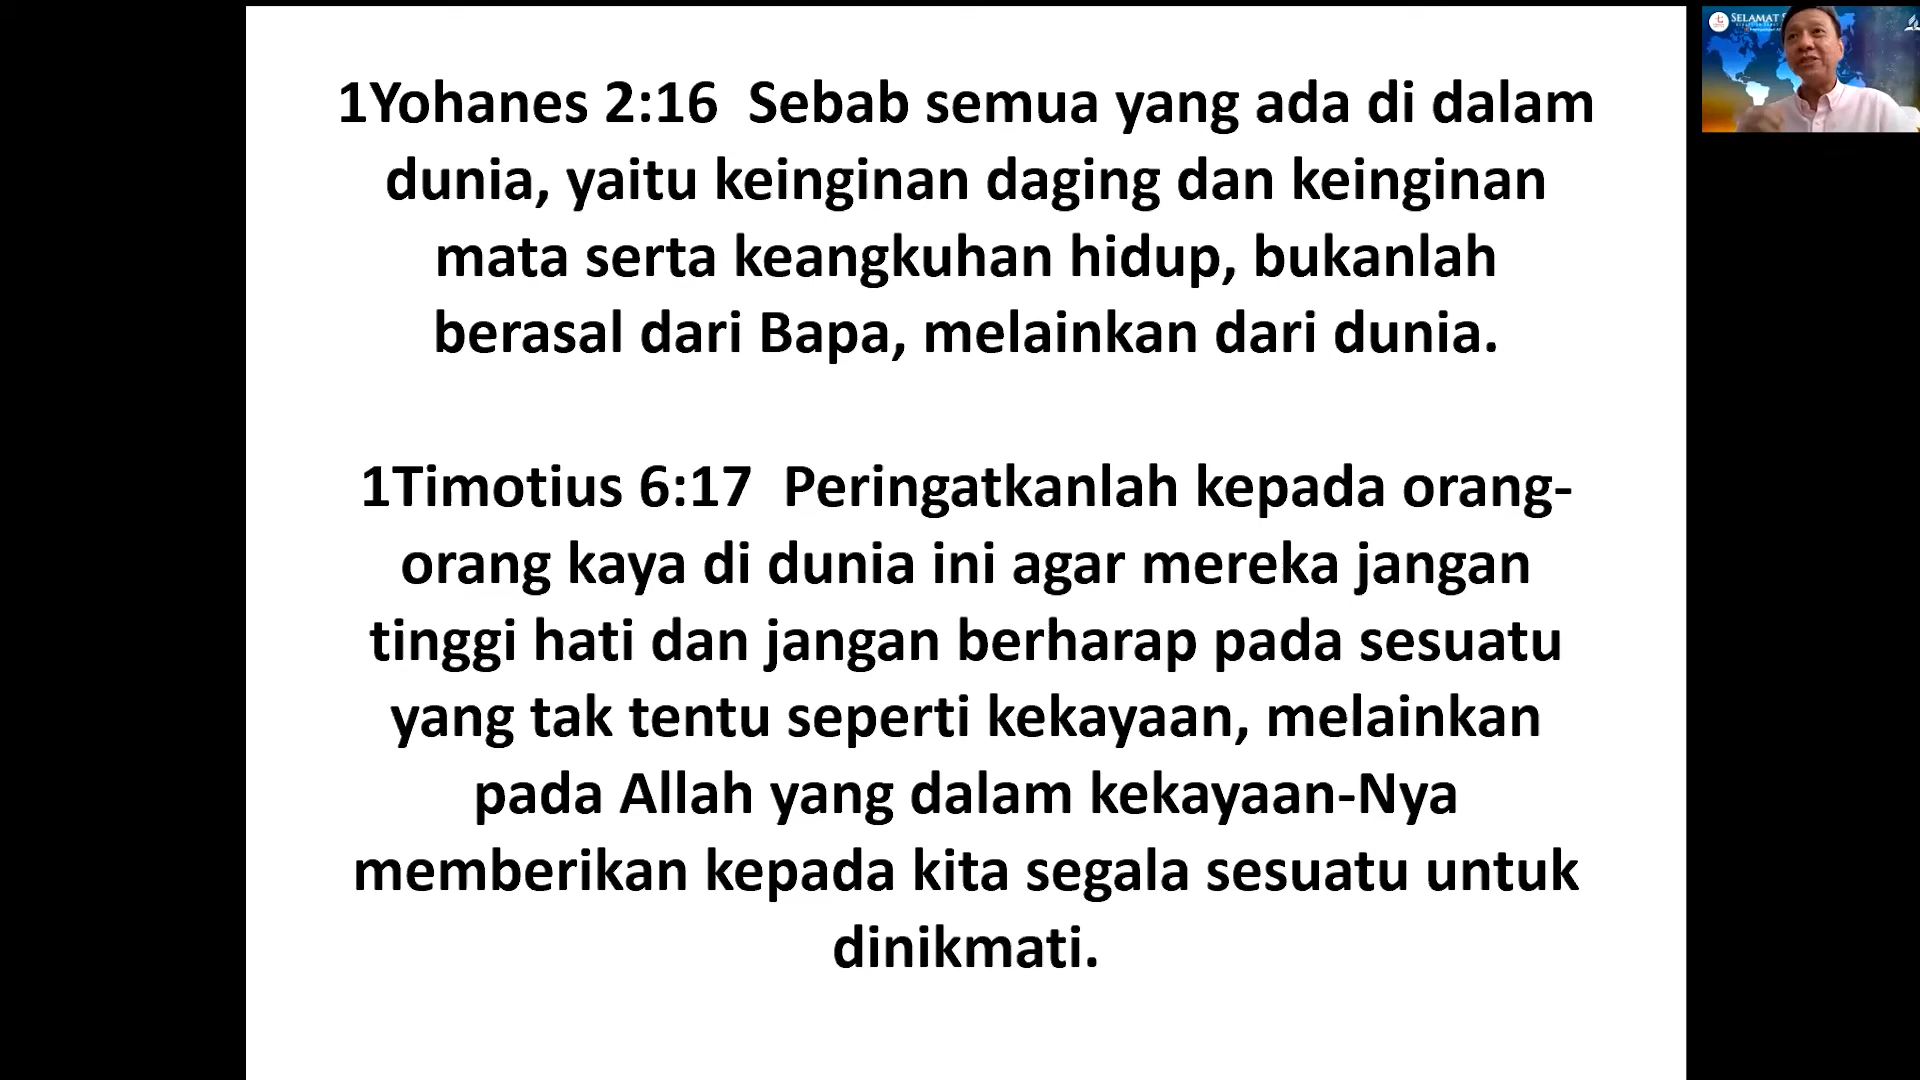 1Yohanes 2:16  Sebab semua yang ada di dalam
dunia, yaitu keinginan daging dan keinginan
mata serta keangkuhan hidup, bukanlah
berasal dari Bapa, melainkan dari dunia.
1Timotius 6:17  Peringatkanlah kepada orang-
orang kaya di dunia ini agar mereka jangan
tinggi hati dan jangan berharap pada sesuatu
yang tak tentu seperti kekayaan, melainkan
pada Allah yang dalam kekayaan-Nya
memberikan kepada kita segala sesuatu untuk
dinikmati.
SELAMAT